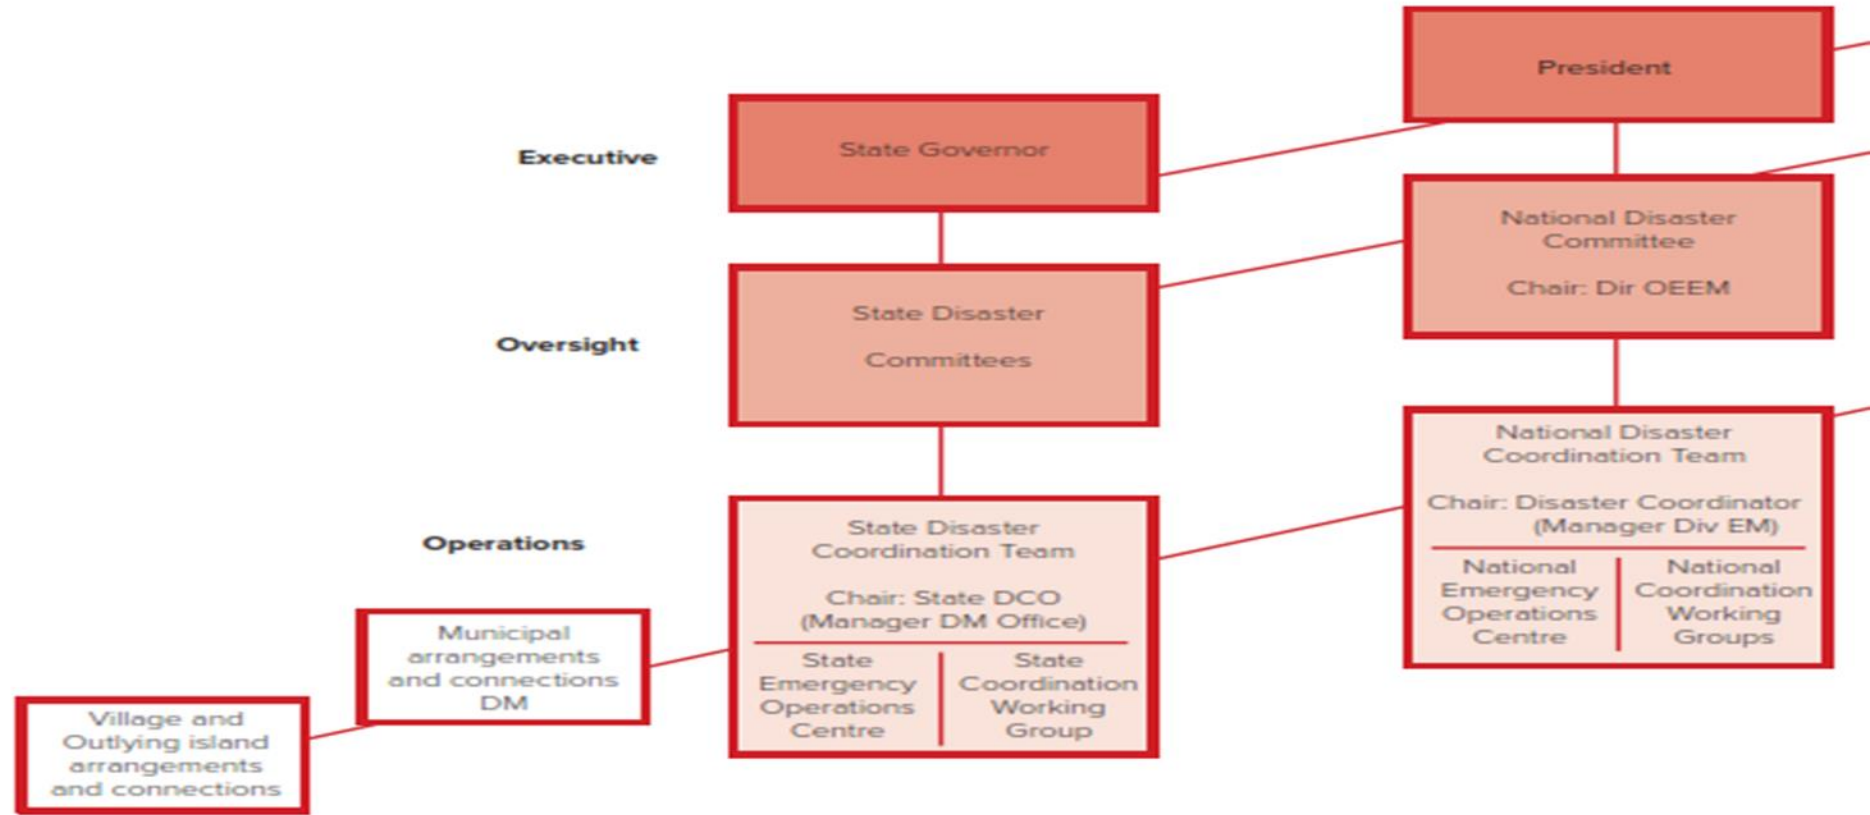 President
Executive
State Governor
National Disaster
Committee
Chair: Dir OEEM
Oversight
State Disaster
Committees
National Disaster
Coordination Team
Chair: Disaster Coordinator
(Manager Div EM)
National
Emergency
Operations
Centre
National
Coordination
Working
Groups
Operations
State Disaster
Coordination Team
Chair: State DCO
(Manager DM Office)
State
Emergency
Operations
Centre
State
Coordination
Working
Group
Municipal
arrangements
and connections
DM
Village and
Outlying island
arrangements
and connections